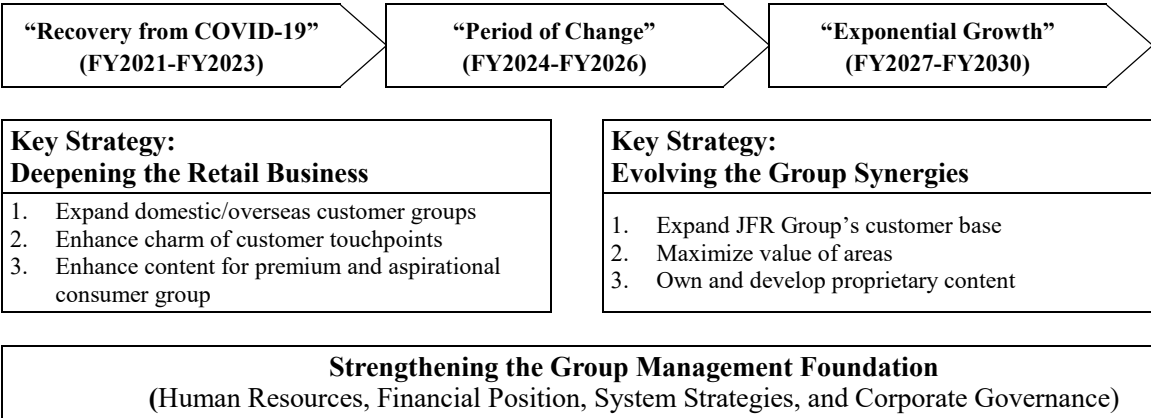 “Recovery from COVID-19”
(FY2021-FY2023)
“Period of Change”
(FY2024-FY2026)
“Exponential Growth”
(FY2027-FY2030)
Key Strategy:
Deepening the Retail Business
1. Expand domestic/overseas customer groups
2. Enhance charm of customer touchpoints
3. Enhance content for premium and aspirational
consumer group
Key Strategy:
Evolving the Group Synergies
1. Expand JFR Group’s customer base
2. Maximize value of areas
3. Own and develop proprietary content
Strengthening the Group Management Foundation
(Human Resources, Financial Position, System Strategies, and Corporate Governance)